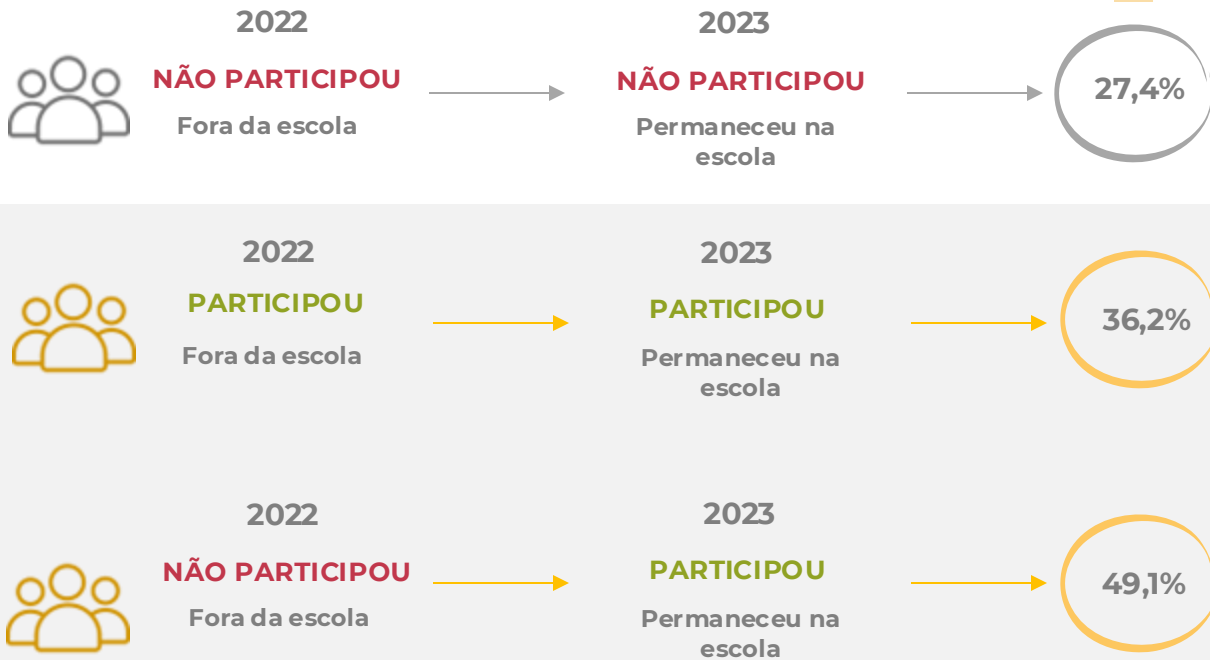 2022
2023
NÃO PARTICIPOU
NÃO PARTICIPOU
27,4%
Fora da escola
Permaneceu na
escola
2022
2023
PARTICIPOU
PARTICIPOU
36,2%
Fora da escola
Permaneceu na
escola
2022
2023
NÃO PARTICIPOU
PARTICIPOU
49,1%
Fora da escola
Permaneceu na
escola